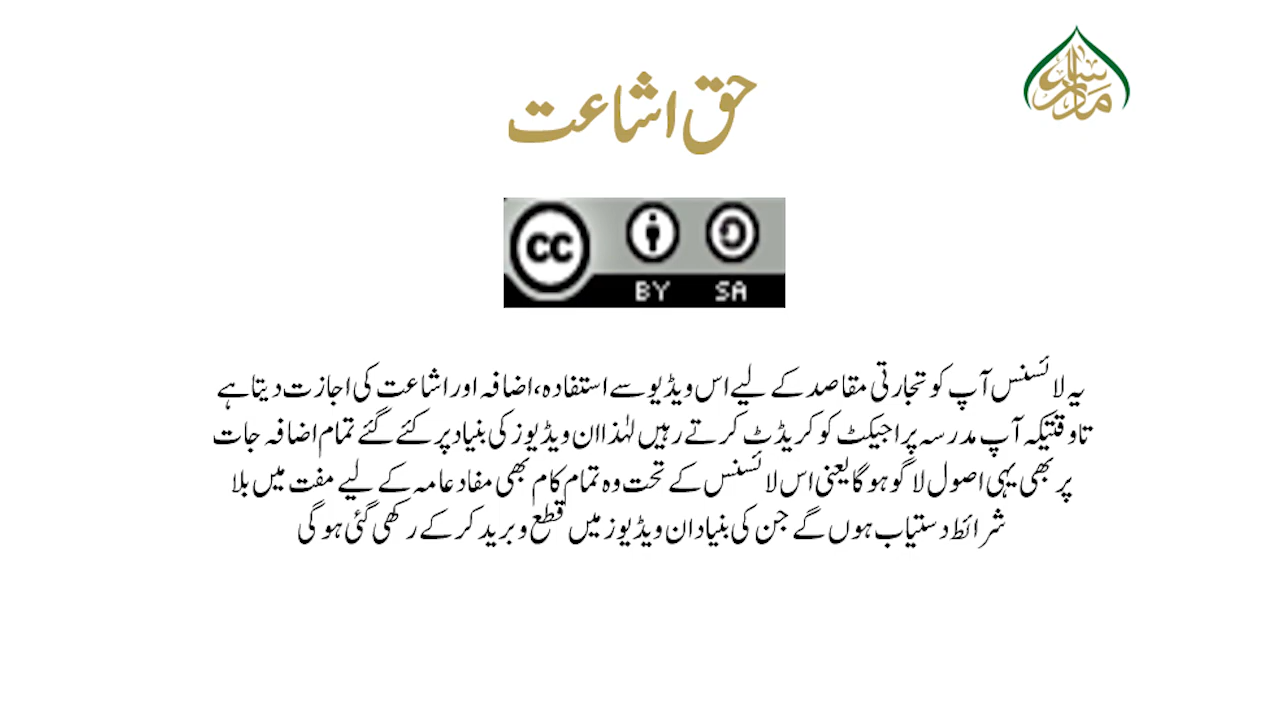 مدرسہ
حق اشاعت
cc
BY SA
یہ لائسنس آپ کو تجارتی مقاصد کے لیے اس ویڈیو سے استفادہ، اضافہ اور اشاعت کی اجازت دیتا ہے
تاوقتیکہ آپ مدرسہ پراجیکٹ کو کریڈٹ کرتے رہیں لہٰذا ان ویڈیوز کی بنیاد پر کئے گئے تمام اضافہ جات
پر بھی یہی اصول لاگو ہوگا یعنی اس لائسنس کے تحت وہ تمام کام بھی مفاد عامہ کے لیے مفت میں بلا
شرائط دستیاب ہوں گے جن کی بنیاد ان ویڈیوز میں قطع و برید کر کے رکھی گئی ہو گی